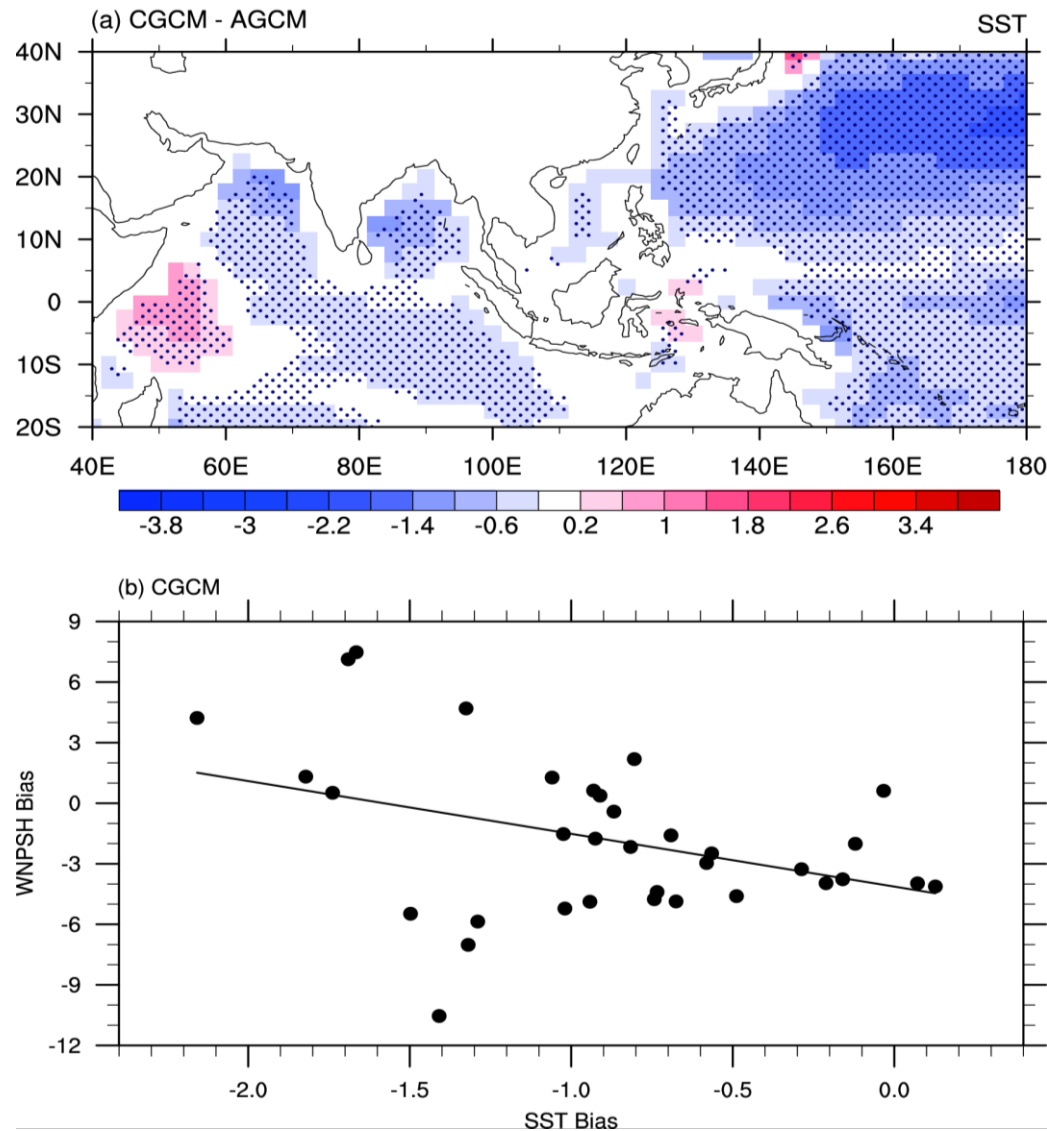 (a) CGCM - AGCM SST
40N
30N
20N
10N
0
10S
20S
40E 60E 80E 100E 120E 140E 160E 180
-3.8 -3 -2.2 -1.4 -0.6 0.2 1 1.8 2.6 3.4
(b) CGCM
9
6
3
0
-3
-6
-9
-12
WNPSH Bias
-2.0 -1.5 -1.0 -0.5 0.0
SST Bias